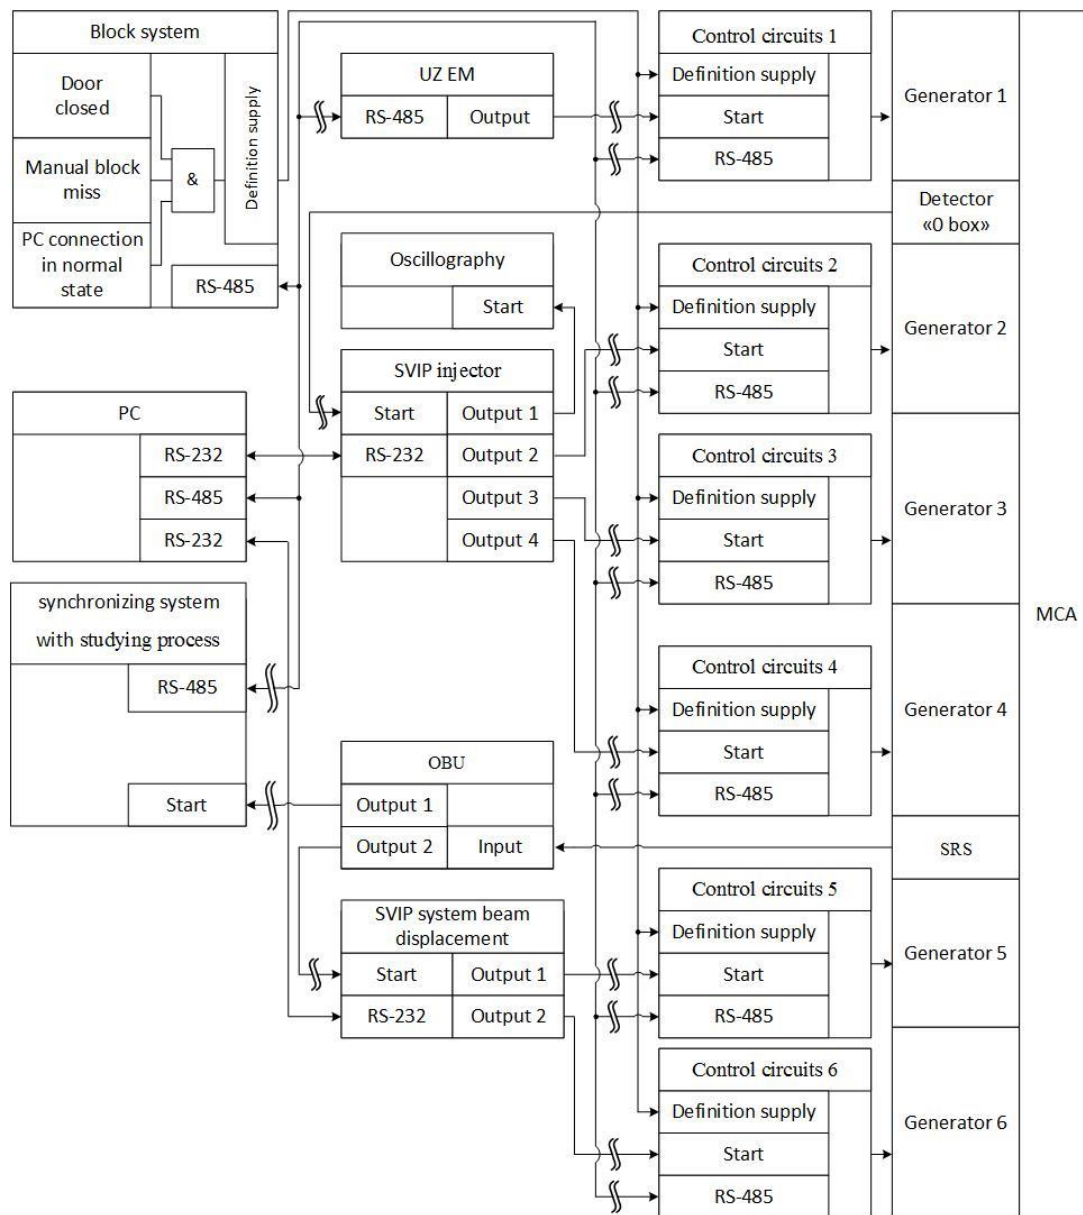 Block system
Door
closed
Manual block
miss
PC connection
in normal
state
&
Definition supply
RS-485
UZ EM
RS-485
Output
Control circuits 1
Definition supply
Start
RS-485
Generator 1
Detector
«0 box»
Oscillography
Start
Control circuits 2
Definition supply
Start
RS-485
Generator 2
SVIP injector
Start
Output 1
RS-232
Output 2
Output 3
Output 4
PC
RS-232
RS-485
RS-232
Control circuits 3
Definition supply
Start
RS-485
Generator 3
MCA
synchronizing system
with studying process
RS-485
Start
Control circuits 4
Definition supply
Start
RS-485
Generator 4
OBU
Output 1
Output 2
Input
SRS
SVIP system beam
displacement
Start
Output 1
RS-232
Output 2
Control circuits 5
Definition supply
Start
RS-485
Generator 5
Control circuits 6
Definition supply
Start
RS-485
Generator 6